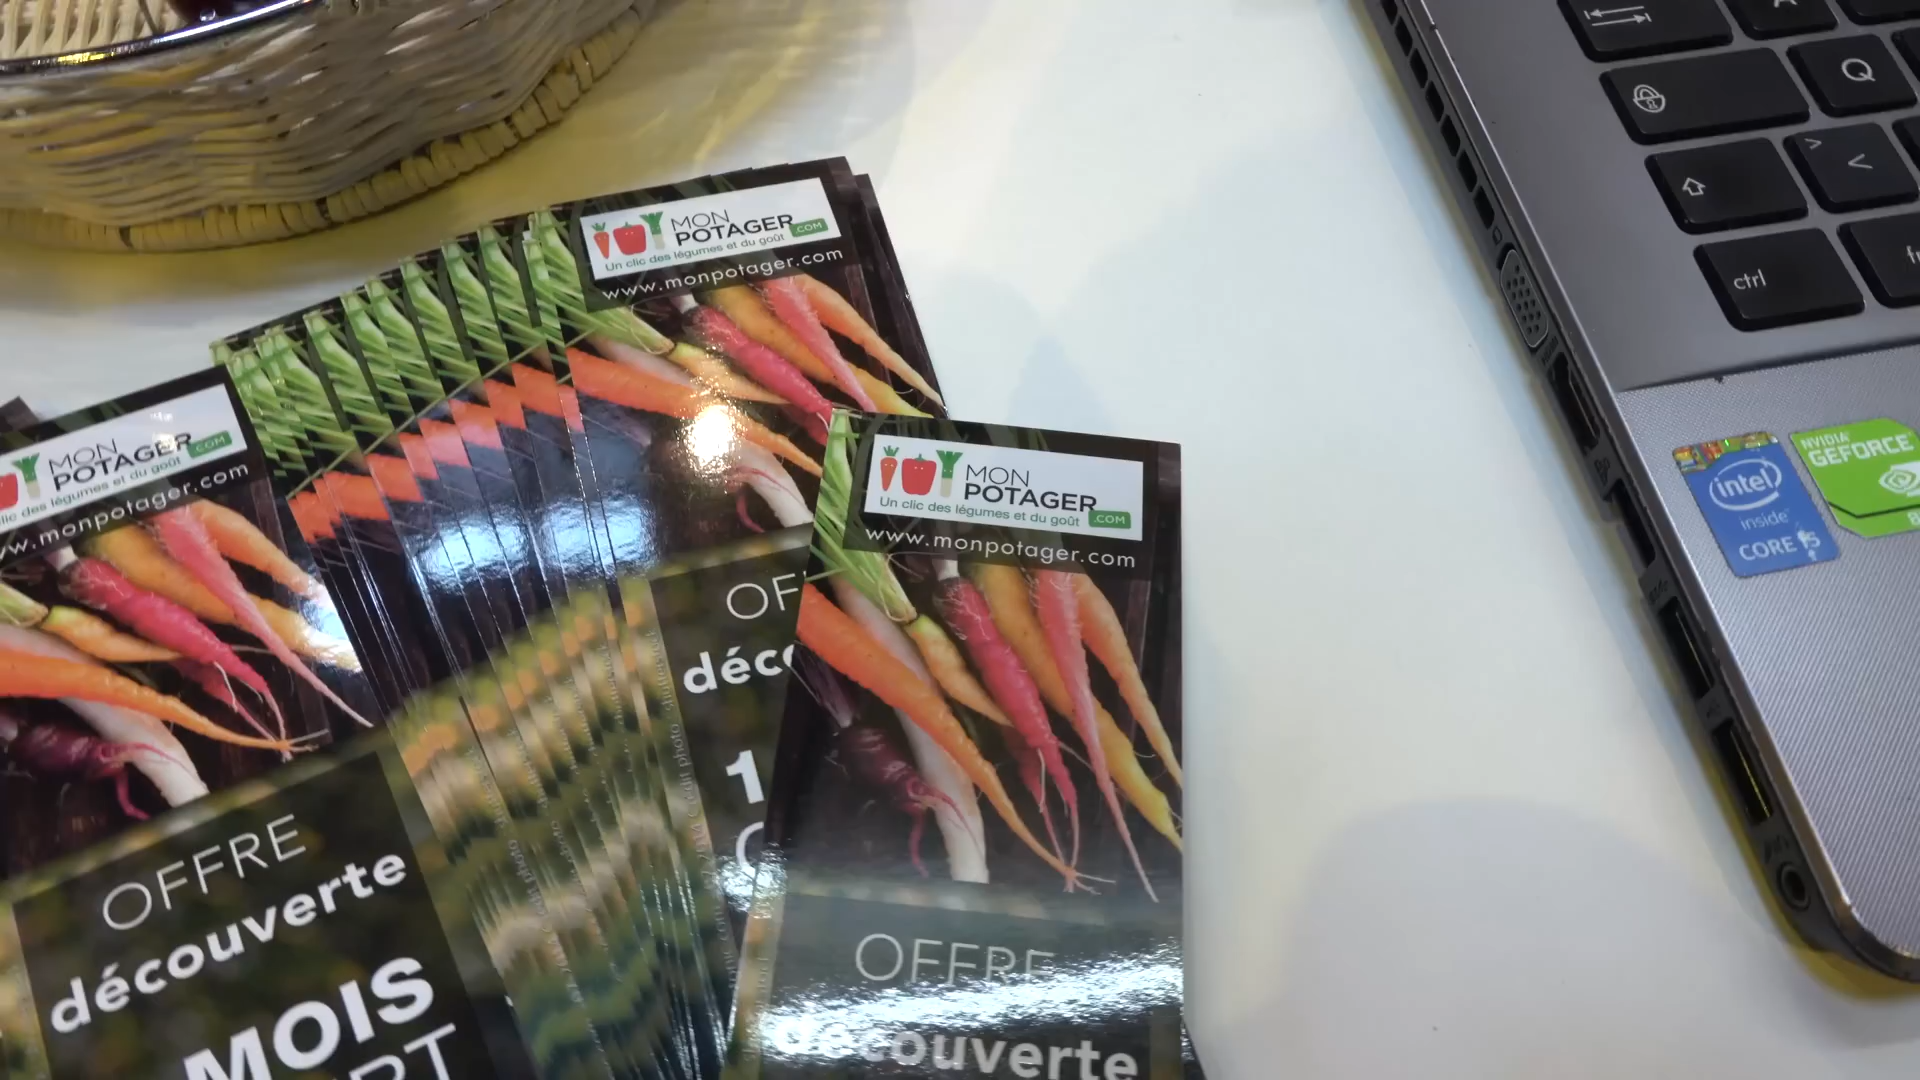 MON
POTAGER.COM
Un clic des légumes et du goût
www.monpotager.com
MON
POTAGER.COM
www.monpotager.com
OFFRE
découverte
MOIS
MON
POTAGER.COM
Un clic des légumes et du goût
www.monpotager.com
OFFRE
découverte
Q
> <
ctrl
intel
inside
CORE i5
NVIDIA
GEFORCE